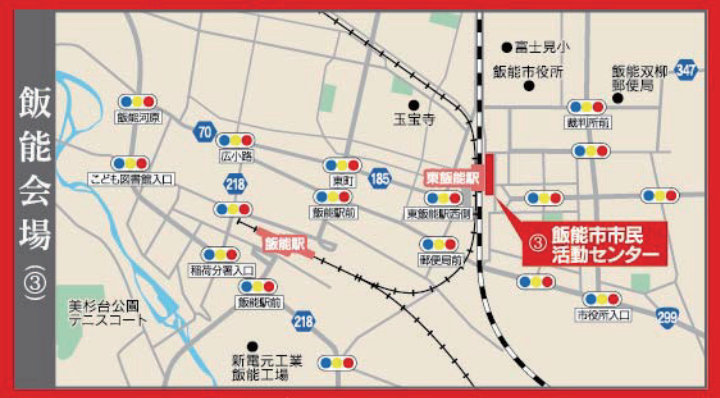 飯能会場(③)
富士見小
飯能市役所
飯能双柳
郵便局
347
飯能河原
玉宝寺
裁判所前
70
広小路
こども図書館入口
東町
185
東飯能駅
218
飯能駅前
東飯能駅西側
③ 飯能市市民
活動センター
飯能駅
郵便局前
稲荷分署入口
飯能駅前
美杉台公園
テニスコート
市役所入口
299
218
新電元工業
飯能工場